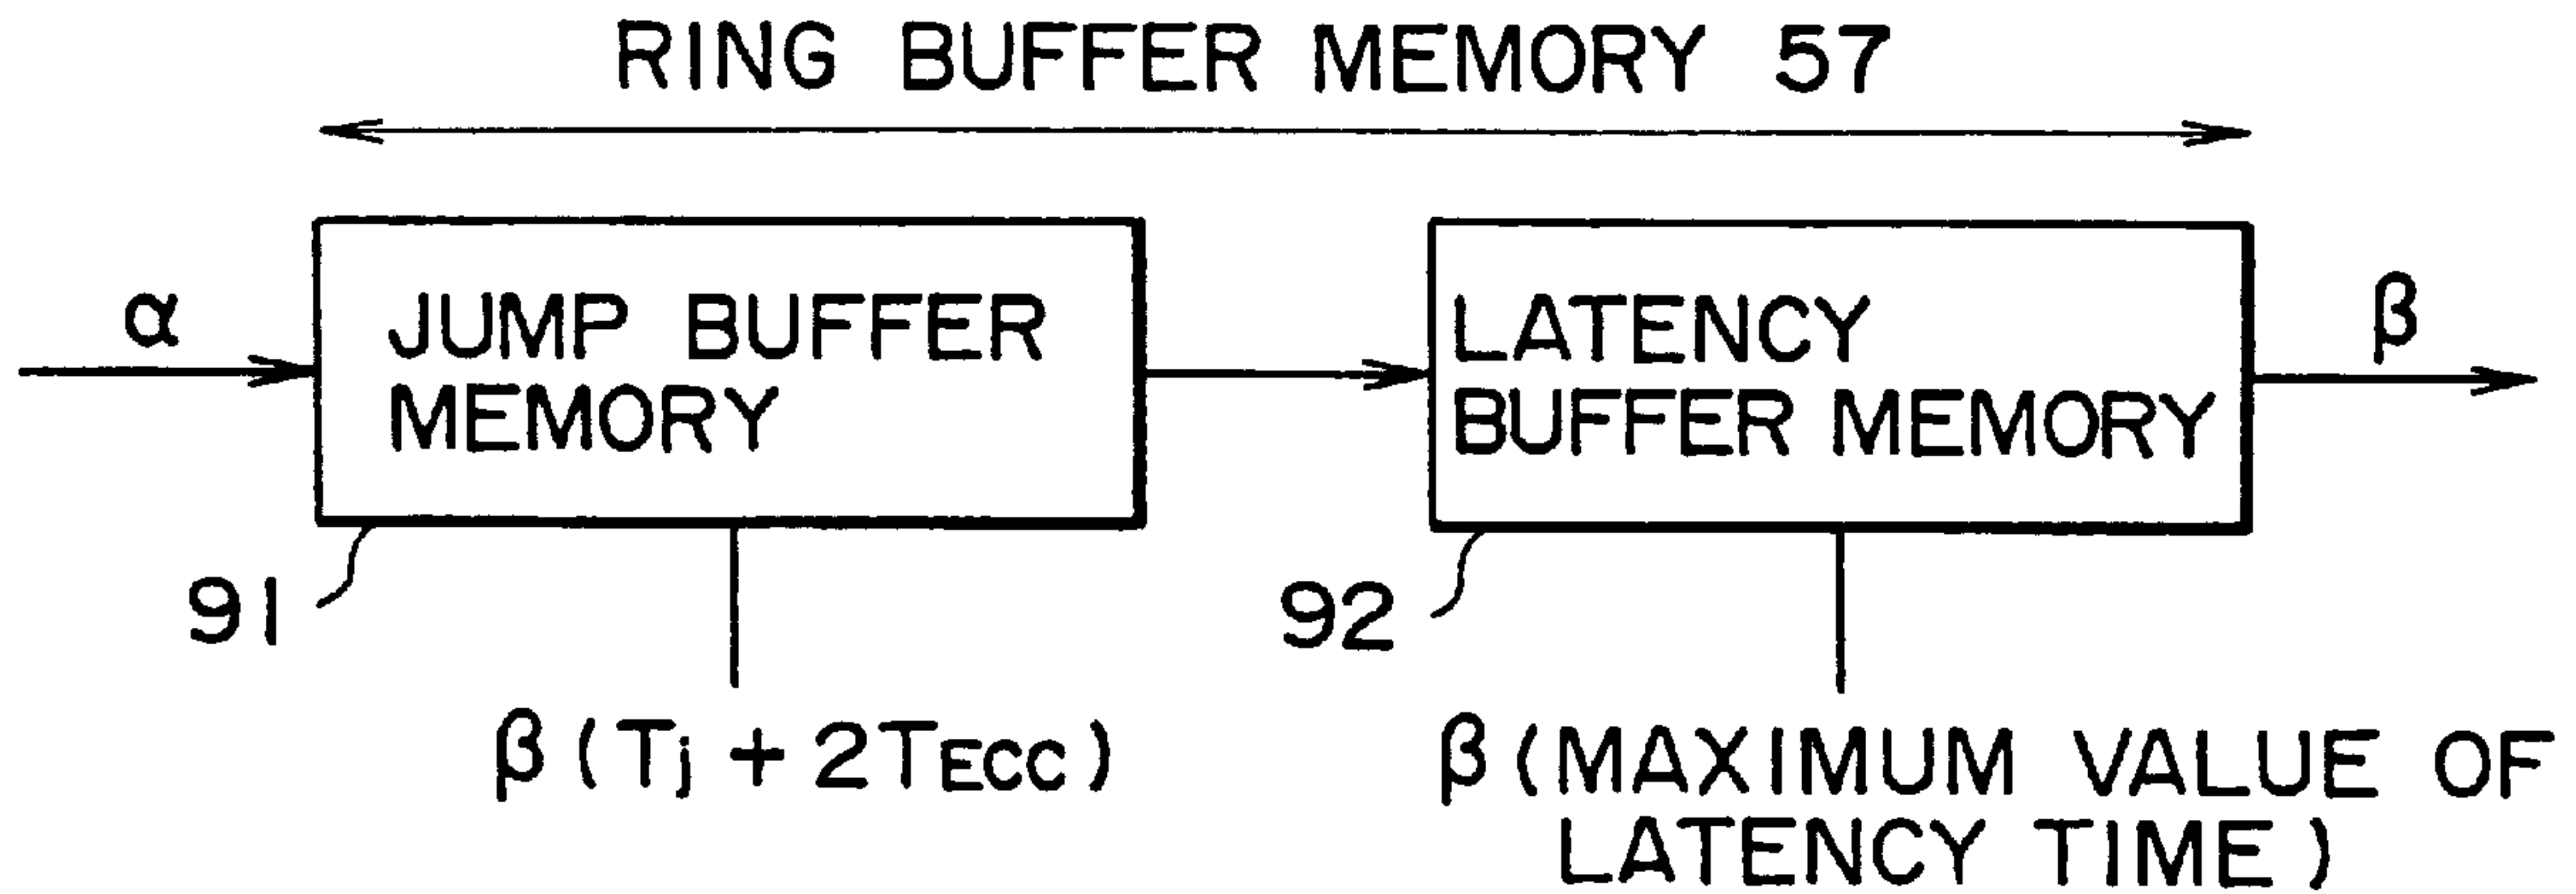 RING BUFFER MEMORY 57
α
JUMP BUFFER
MEMORY
LATENCY
BUFFER MEMORY
β
91
92
β (Tj + 2TECC)
β (MAXIMUM VALUE OF
LATENCY TIME)